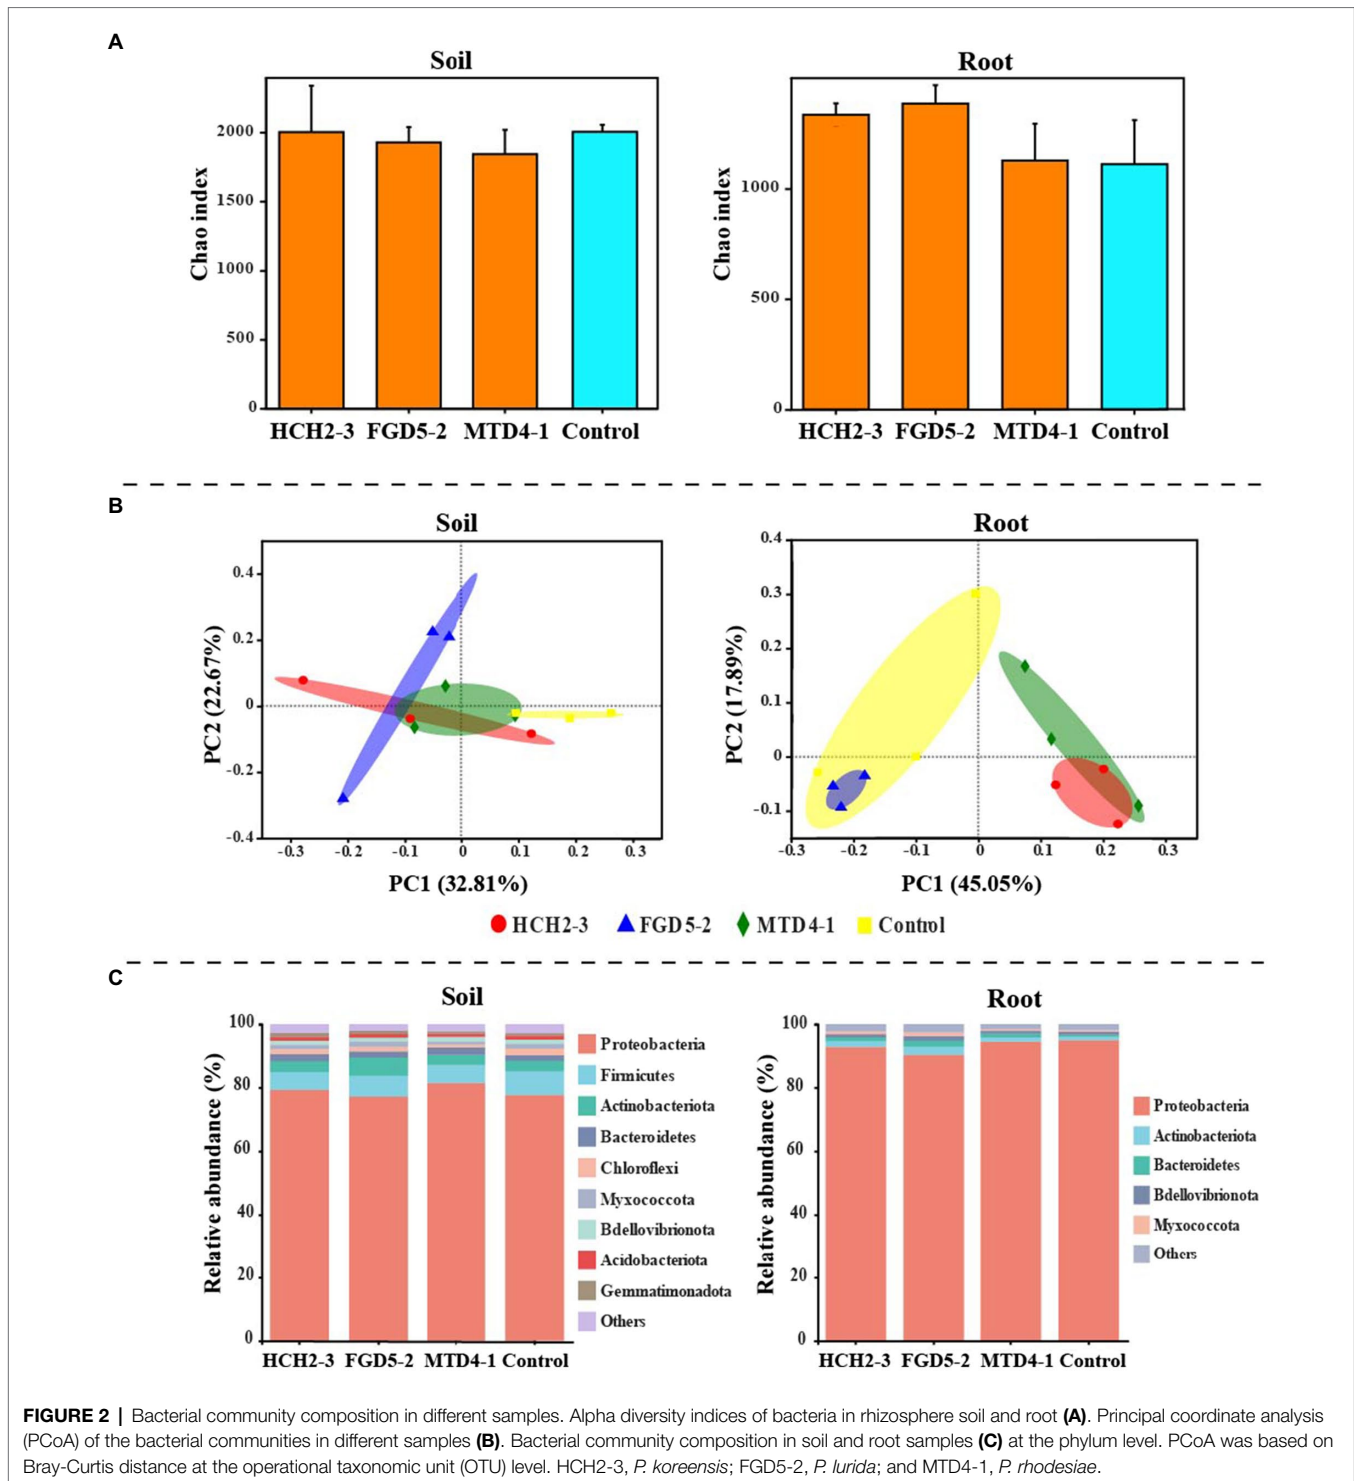 A
Soil
Root
Chao index
2000
1500
1000
500
0
HCH2-3 FGD5-2 MTD4-1 Control
Chao index
1000
500
0
HCH2-3 FGD5-2 MTD4-1 Control
B
Soil
Root
PC2 (22.67%)
0.4
0.2
0
-0.2
-0.4
-0.3 -0.2 -0.1 0 0.1 0.2 0.3
PC1 (32.81%)
PC2 (17.89%)
0.4
0.3
0.2
0.1
0
-0.1
-0.3 -0.2 -0.1 0 0.1 0.2 0.3
PC1 (45.05%)
HCH2-3 FGD5-2 MTD4-1 Control
C
Soil
Root
Relative abundance (%)
100
80
60
40
20
0
HCH2-3 FGD5-2 MTD4-1 Control
Proteobacteria
Firmicutes
Actinobacteriota
Bacteroidetes
Chloroflexi
Myxococcota
Bdellovibrionota
Acidobacteriota
Gemmatimonadota
Others
Relative abundance (%)
100
80
60
40
20
0
HCH2-3 FGD5-2 MTD4-1 Control
Proteobacteria
Actinobacteriota
Bacteroidetes
Bdellovibrionota
Myxococcota
Others
FIGURE 2 | Bacterial community composition in different samples. Alpha diversity indices of bacteria in rhizosphere soil and root (A). Principal coordinate analysis
(PCoA) of the bacterial communities in different samples (B). Bacterial community composition in soil and root samples (C) at the phylum level. PCoA was based on
Bray-Curtis distance at the operational taxonomic unit (OTU) level. HCH2-3, P. koreensis; FGD5-2, P. lurida; and MTD4-1, P. rhodesiae.